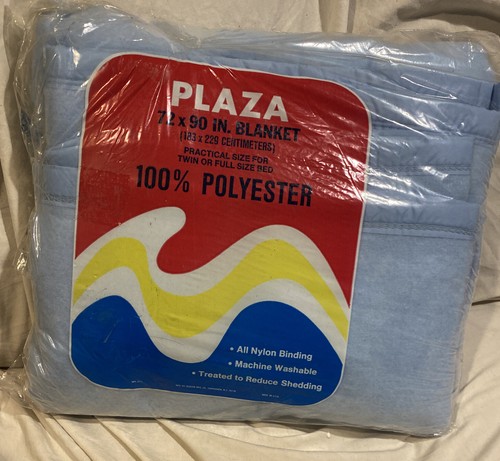 PLAZA
72 x 90 IN. BLANKET
(183 x 229 CENTIMETERS)
PRACTICAL SIZE FOR
TWIN OR FULL SIZE BED
100% POLYESTER
• All Nylon Binding
• Machine Washable
• Treated to Reduce Shedding